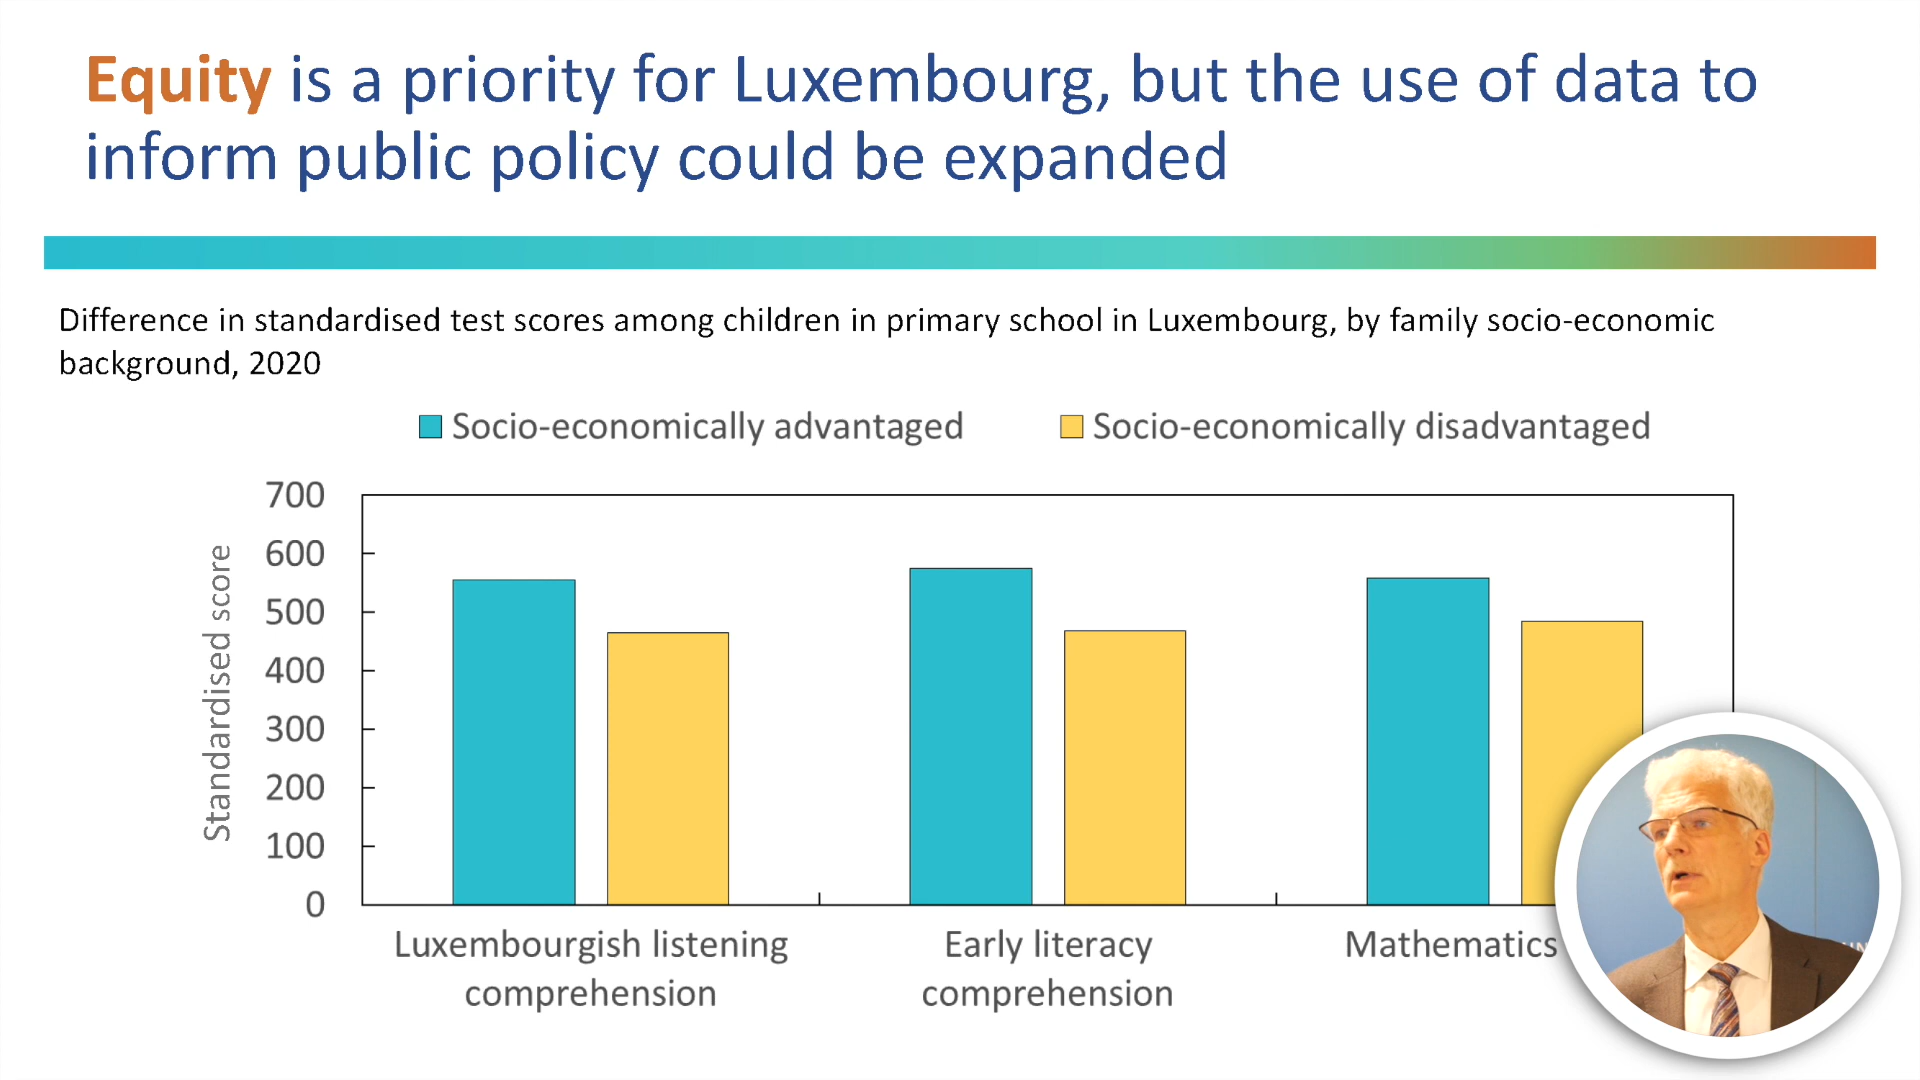 Equity is a priority for Luxembourg, but the use of data to
inform public policy could be expanded
Difference in standardised test scores among children in primary school in Luxembourg, by family socio-economic
background, 2020
Socio-economically advantaged
Socio-economically disadvantaged
Standardised score
700
600
500
400
300
200
100
0
Luxembourgish listening
comprehension
Early literacy
comprehension
Mathematics